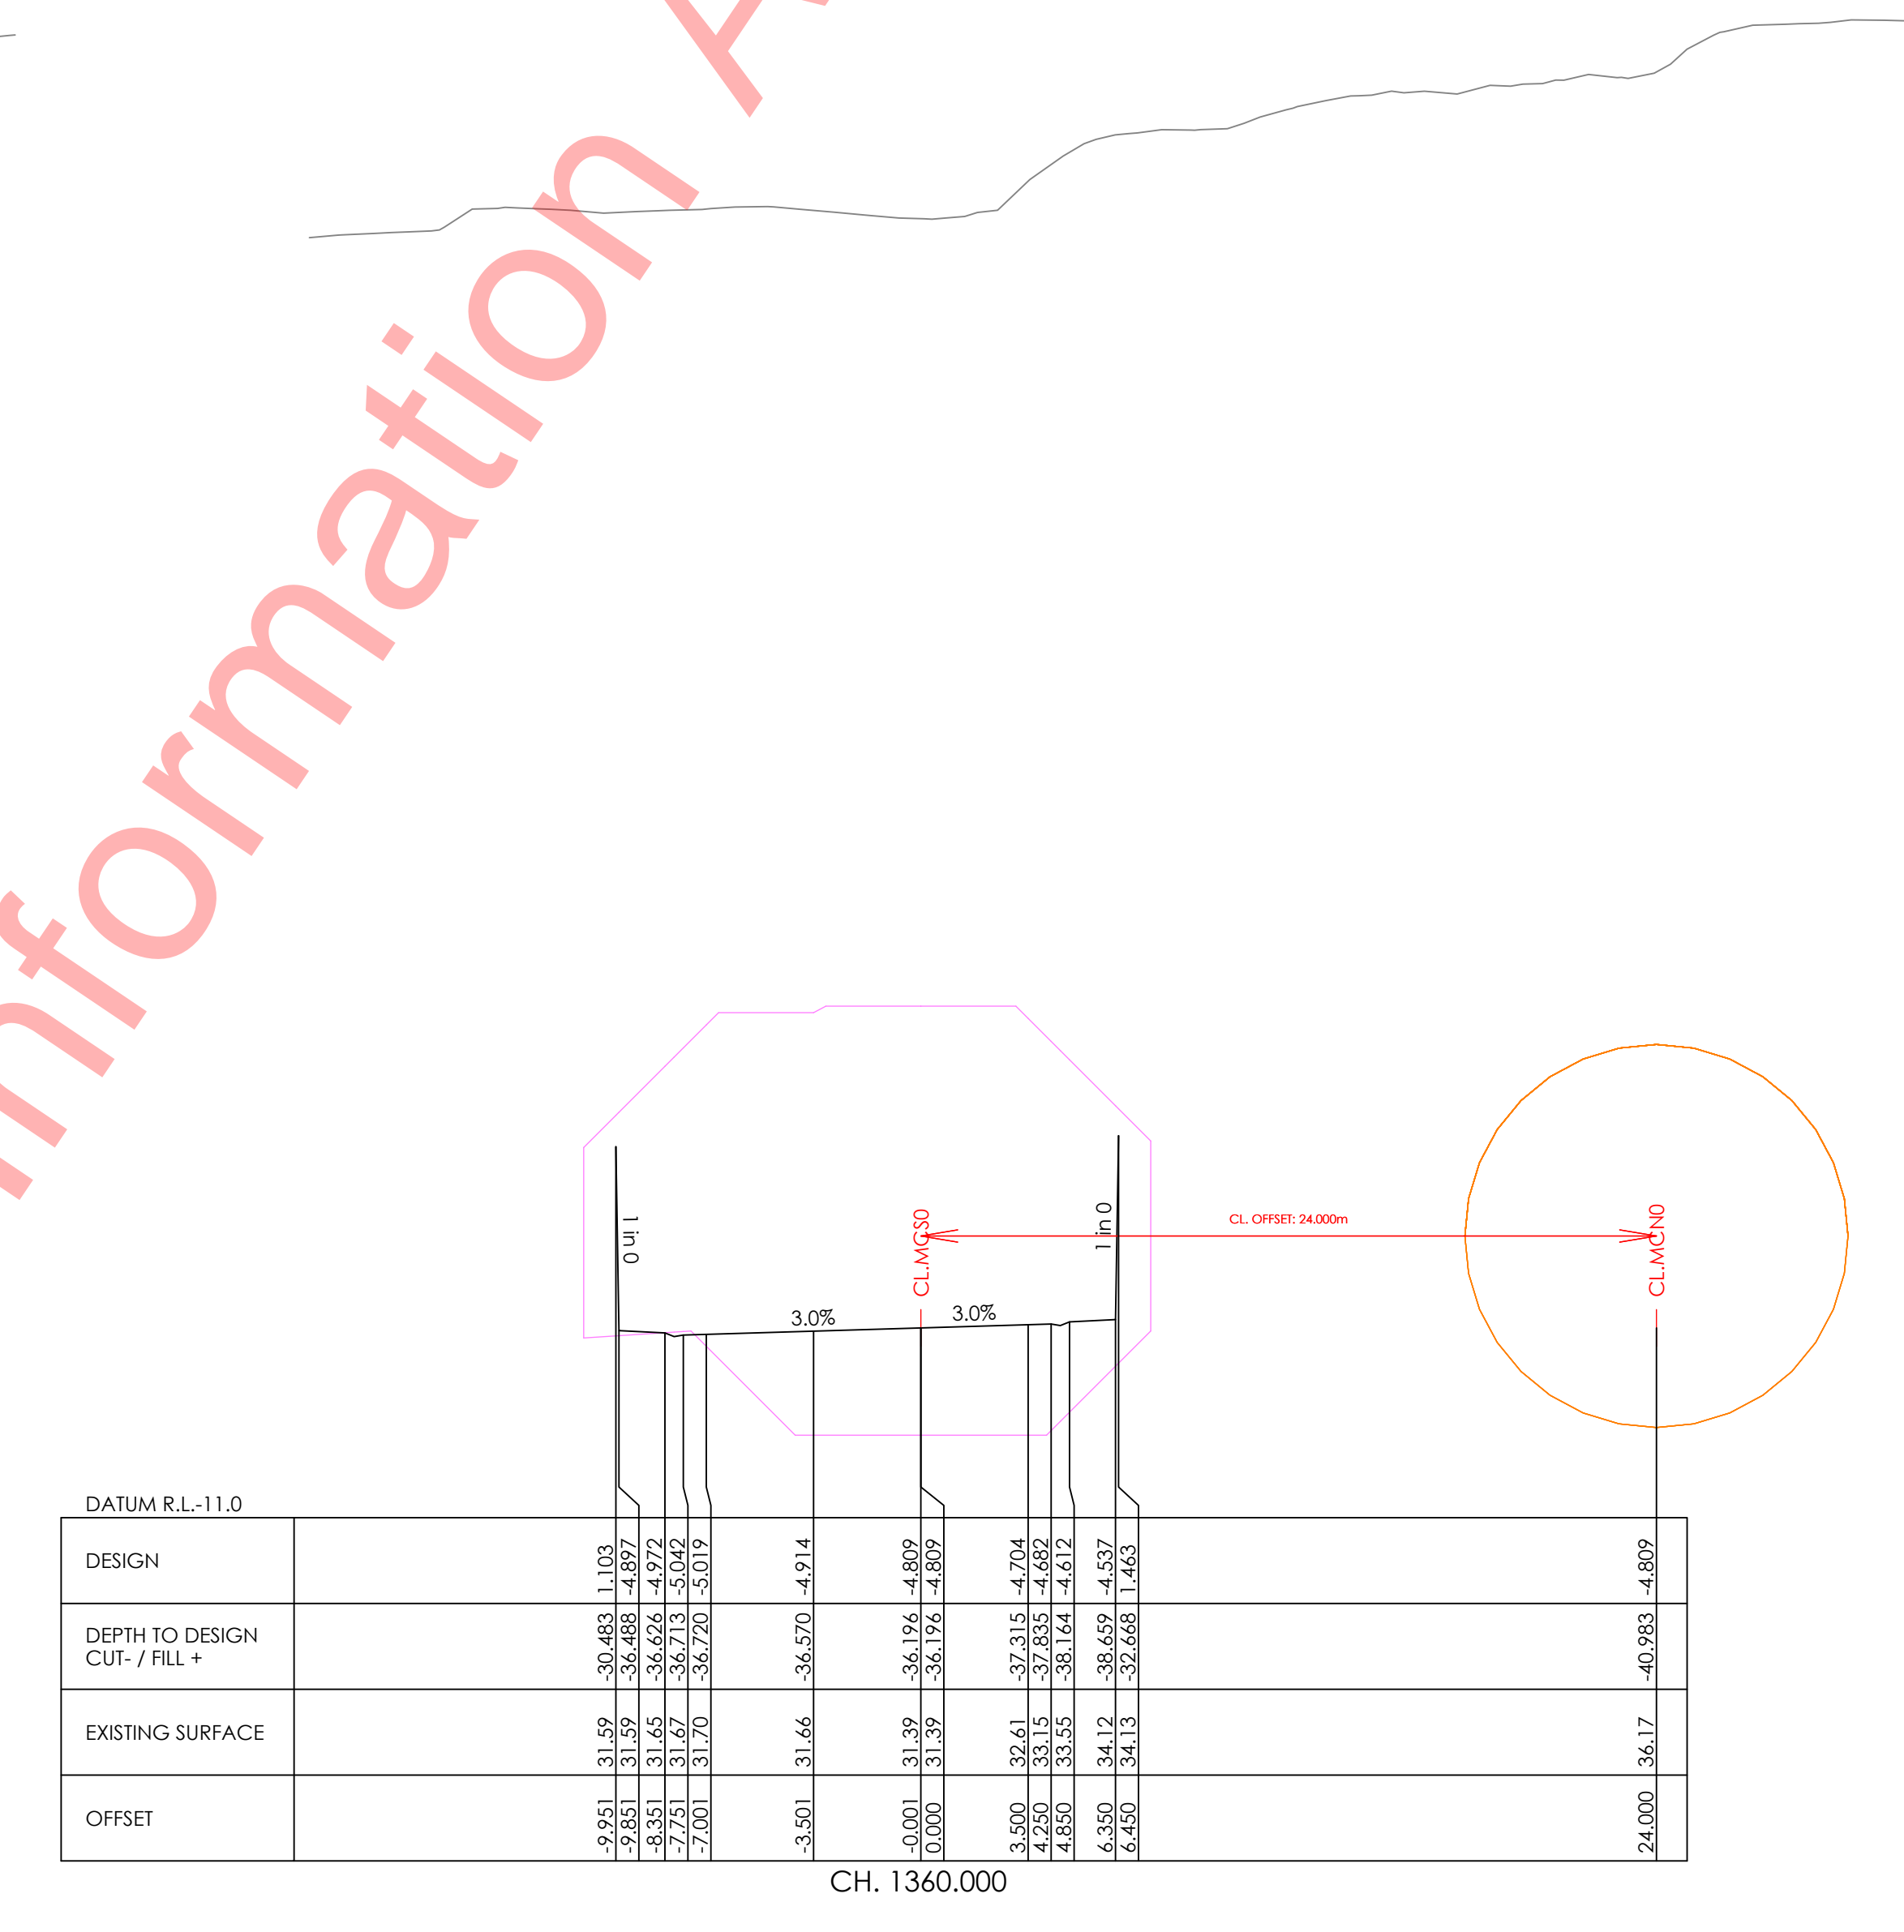 nformation A
1 in 0
3.0%
CL.MCS0
3.0%
1 in 0
CL. OFFSET: 24.000m
CL.MCN0
DATUM R.L.-11.0
DESIGN 1.103 -4.897 -4.972 -5.042 -5.019 -4.914 -4.809 -4.809 -4.704 -4.682 -4.612 -4.537 1.463 -4.809
DEPTH TO DESIGN
CUT- / FILL + -30.483 -36.488 -36.626 -36.713 -36.720 -36.570 -36.196 -36.196 -37.315 -37.835 -38.164 -38.659 -32.668 -40.983
EXISTING SURFACE 31.59 31.59 31.65 31.67 31.70 31.66 31.39 31.39 32.61 33.15 33.55 34.12 34.13 36.17
OFFSET -9.951 -9.851 -8.351 -7.751 -7.001 -3.501 -0.001 0.000 3.500 4.250 4.850 6.350 6.450 24.000
CH. 1360.000